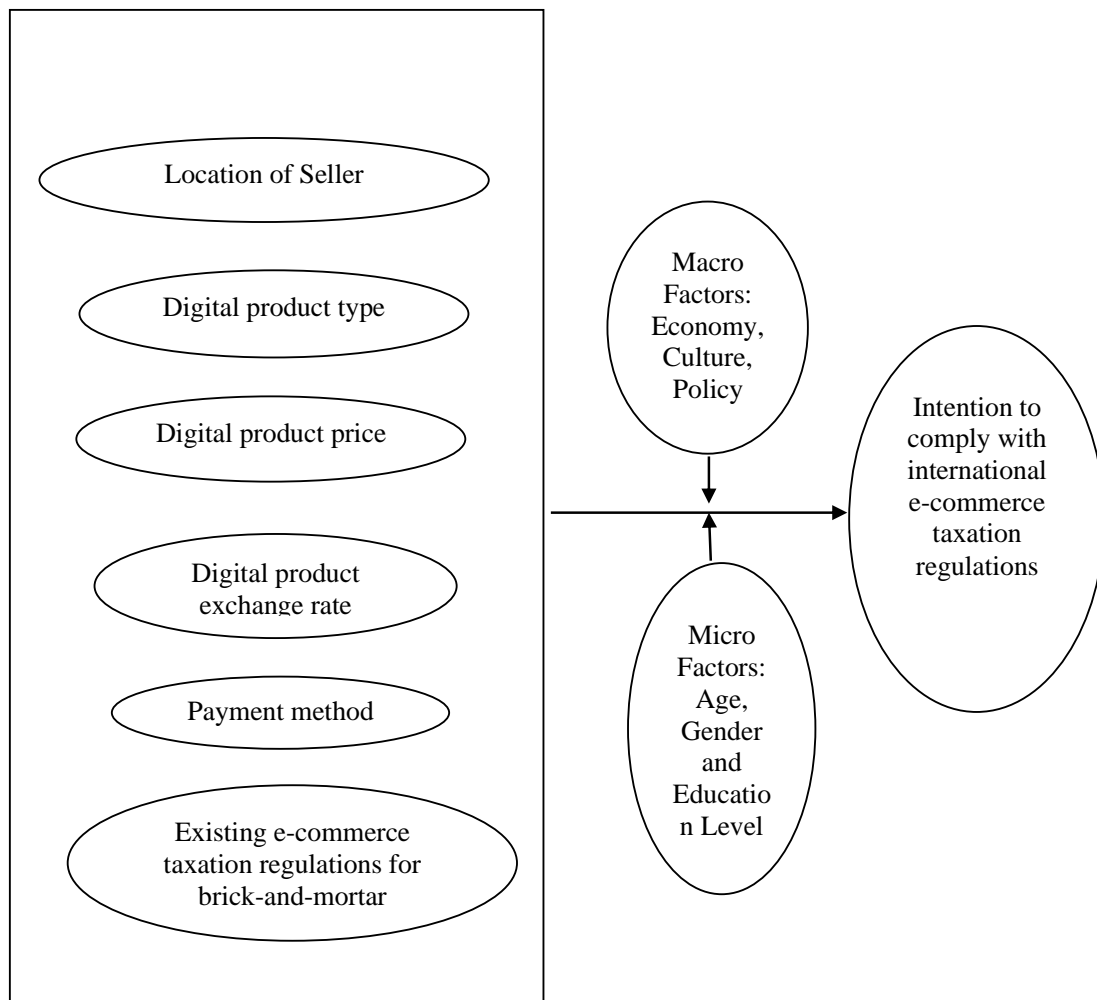 Location of Seller
Digital product type
Digital product price
Digital product
exchange rate
Payment method
Existing e-commerce
taxation regulations for
brick-and-mortar
Macro
Factors:
Economy,
Culture,
Policy
Micro
Factors:
Age,
Gender
and
Educatio
n Level
Intention to
comply with
international
e-commerce
taxation
regulations